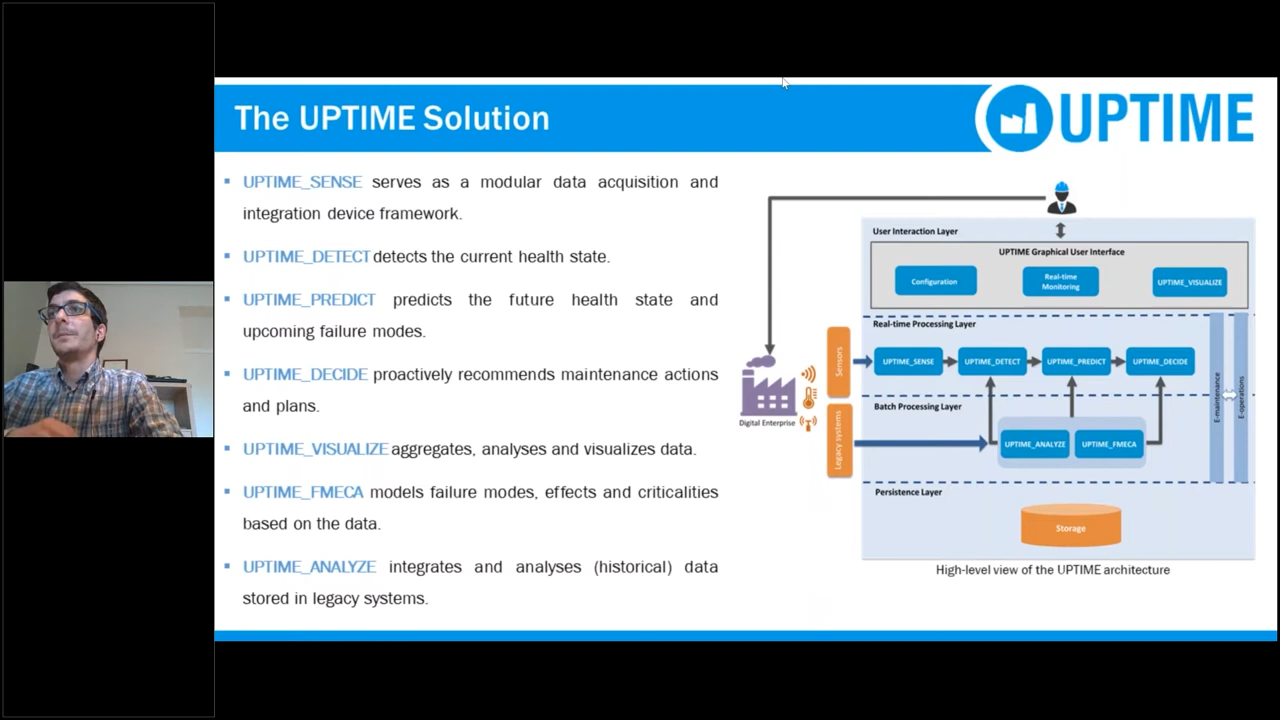 The UPTIME Solution
UPTIME
UPTIME_SENSE serves as a modular data acquisition and
integration device framework.
UPTIME_DETECT detects the current health state.
UPTIME_PREDICT predicts the future health state and
upcoming failure modes.
UPTIME_DECIDE proactively recommends maintenance actions
and plans.
UPTIME_VISUALIZE aggregates, analyses and visualizes data.
UPTIME_FMECA models failure modes, effects and criticalities
based on the data.
UPTIME_ANALYZE integrates and analyses (historical) data
stored in legacy systems.
User Interaction Layer
UPTIME Graphical User Interface
Configuration
Real-time
Monitoring
UPTIME_VISUALIZE
Real-time Processing Layer
Sensors
UPTIME_SENSE
UPTIME_DETECT
UPTIME_PREDICT
UPTIME_DECIDE
E-maintenance
E-operations
Digital Enterprise
Batch Processing Layer
Legacy systems
UPTIME_ANALYZE
UPTIME_FMECA
Persistence Layer
Storage
High-level view of the UPTIME architecture